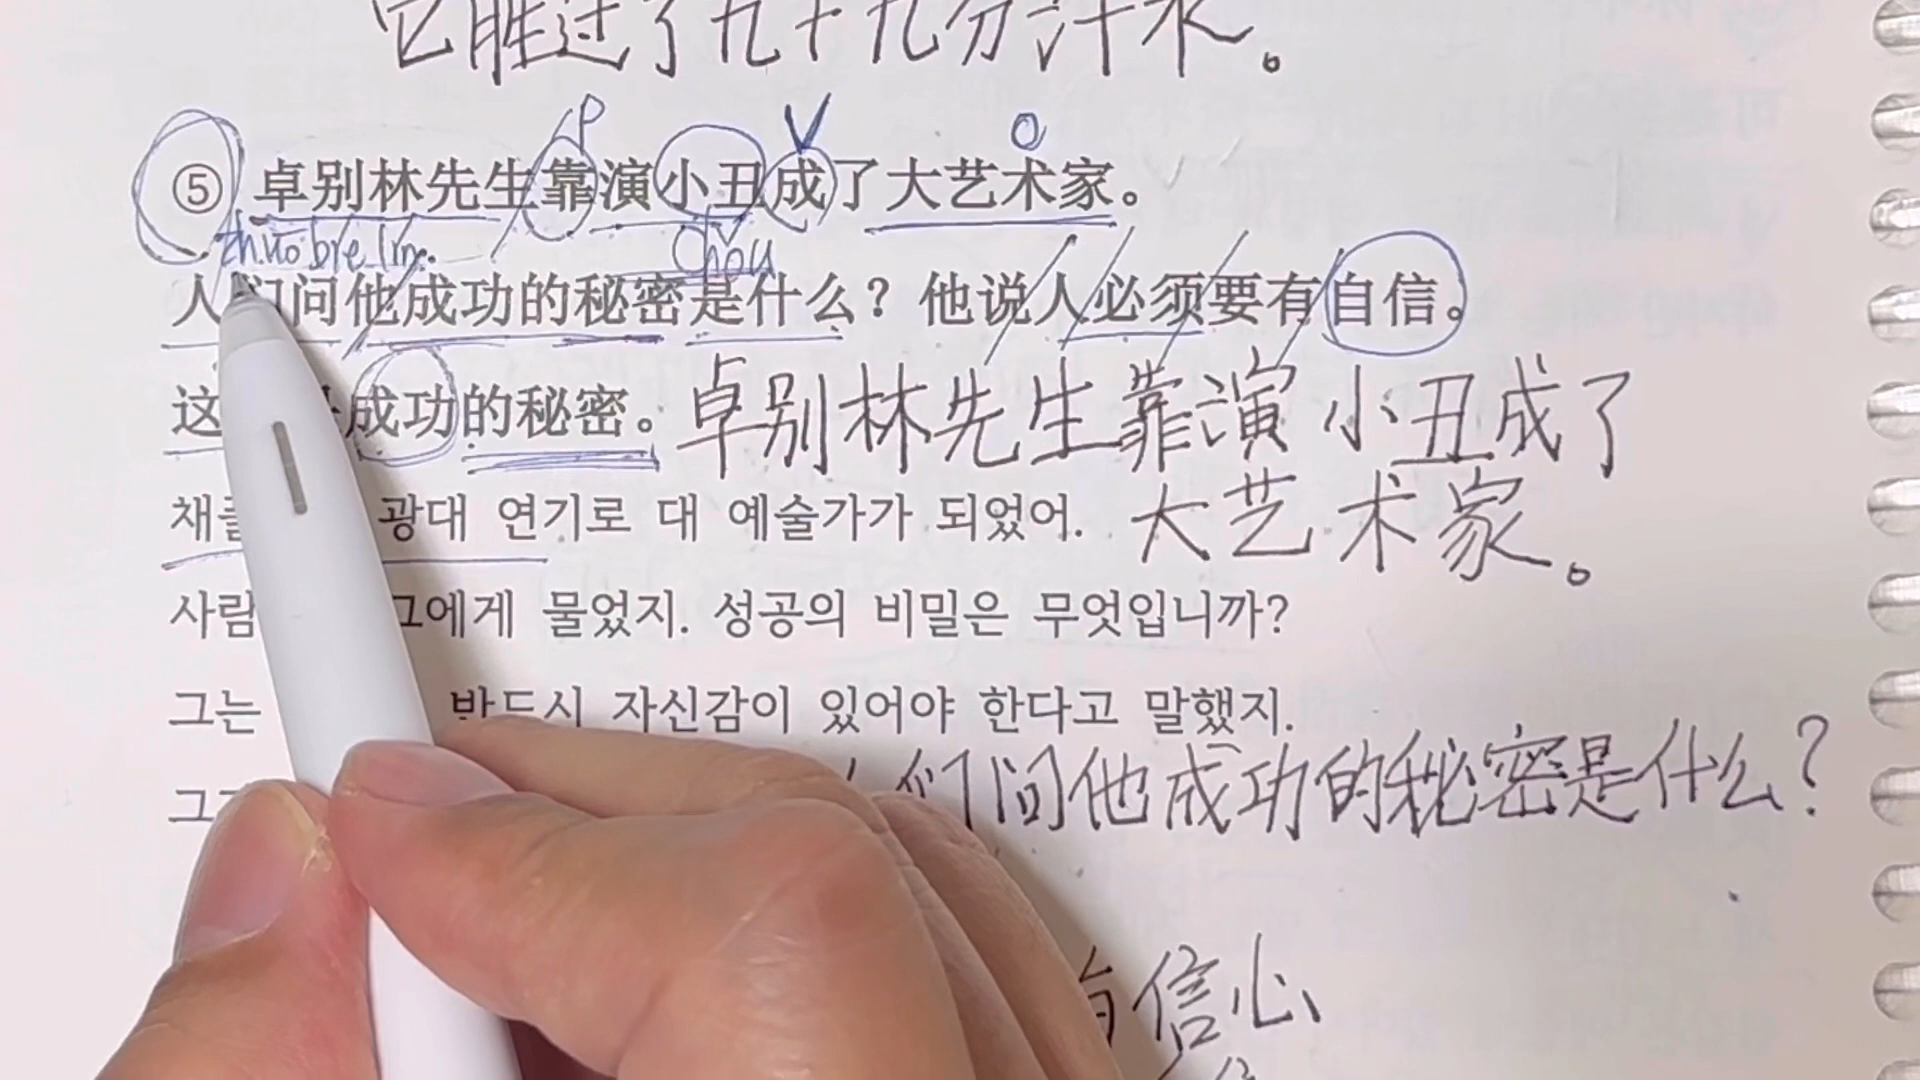 它胜过了九十九分汗水。
P V O
⑤ 卓别林先生靠演小丑成了大艺术家。
zhuo bie lin chou
人们问他成功的秘密是什么？他说人必须要有自信。
这 成功的秘密。 卓别林先生靠演小丑成了
채플 광대 연기로 대 예술가가 되었어. 大艺术家。
사람 그에게 물었지. 성공의 비밀은 무엇입니까?
그는 반드시 자신감이 있어야 한다고 말했지.
们问他成功的秘密是什么？
有信心